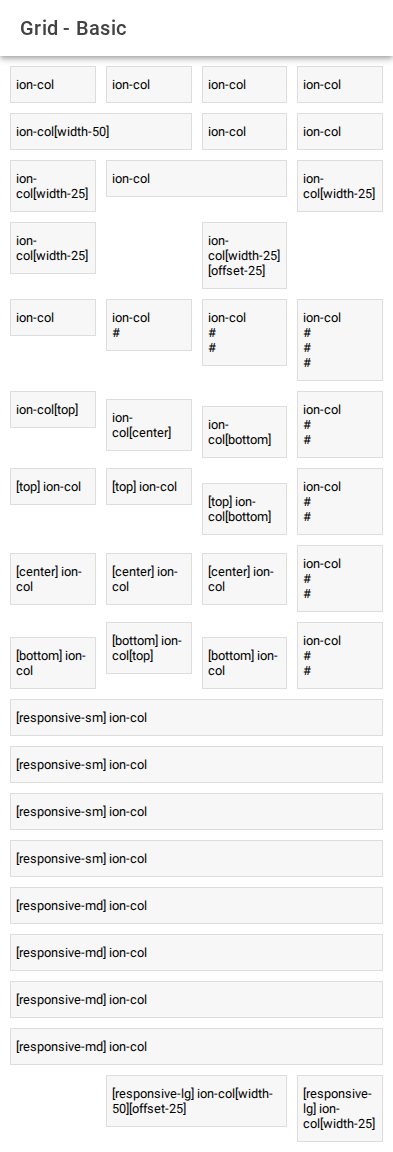 Grid - Basic
ion-col
ion-col
ion-col
ion-col
ion-col[width-50]
ion-col
ion-col
ion-
col[width-25]
ion-col
ion-
col[width-25]
ion-
col[width-25]
ion-
col[width-25]
[offset-25]
ion-col
ion-col
#
ion-col
#
#
ion-col
#
#
#
ion-col[top]
ion-
col[center]
ion-
col[bottom]
ion-col
#
#
[top] ion-col
[top] ion-col
[top] ion-
col[bottom]
ion-col
#
#
[center] ion-
col
[center] ion-
col
[center] ion-
col
ion-col
#
#
[bottom] ion-
col
[bottom] ion-
col[top]
[bottom] ion-
col
ion-col
#
#
[responsive-sm] ion-col
[responsive-sm] ion-col
[responsive-sm] ion-col
[responsive-sm] ion-col
[responsive-md] ion-col
[responsive-md] ion-col
[responsive-md] ion-col
[responsive-md] ion-col
[responsive-lg] ion-col[width-
50][offset-25]
[responsive-
lg] ion-
col[width-25]